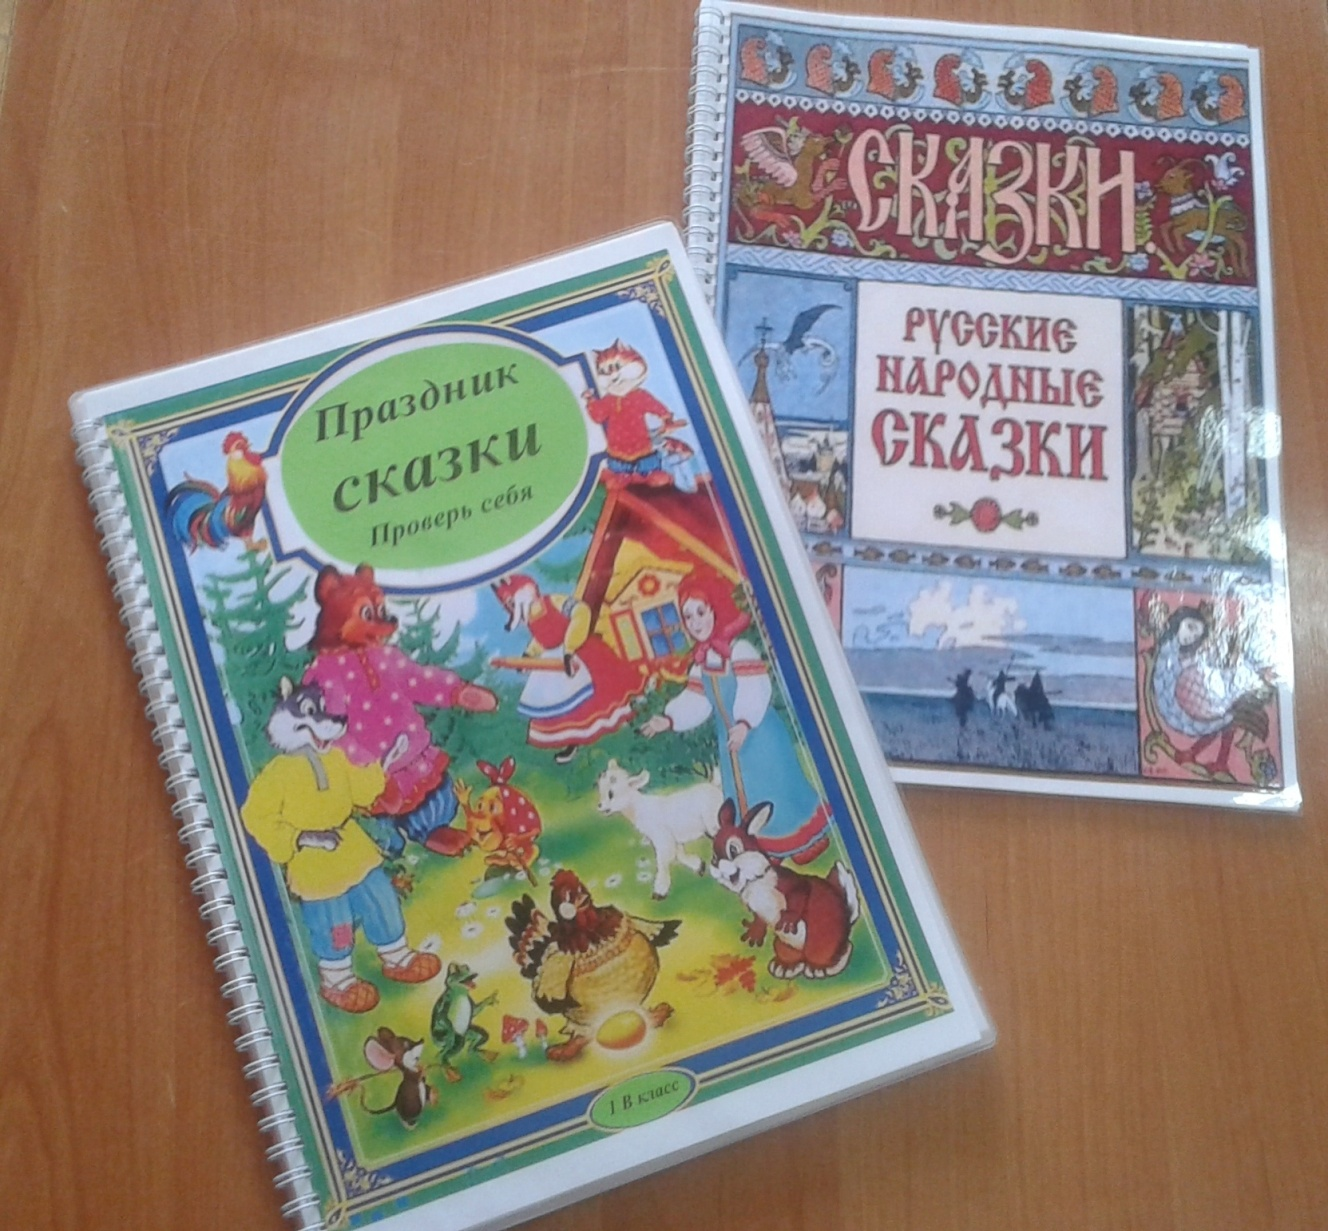 Праздник
сказки
Проверь себя
1 В класс
СКАЗКИ.
РУССКИЕ
НАРОДНЫЕ
СКАЗКИ